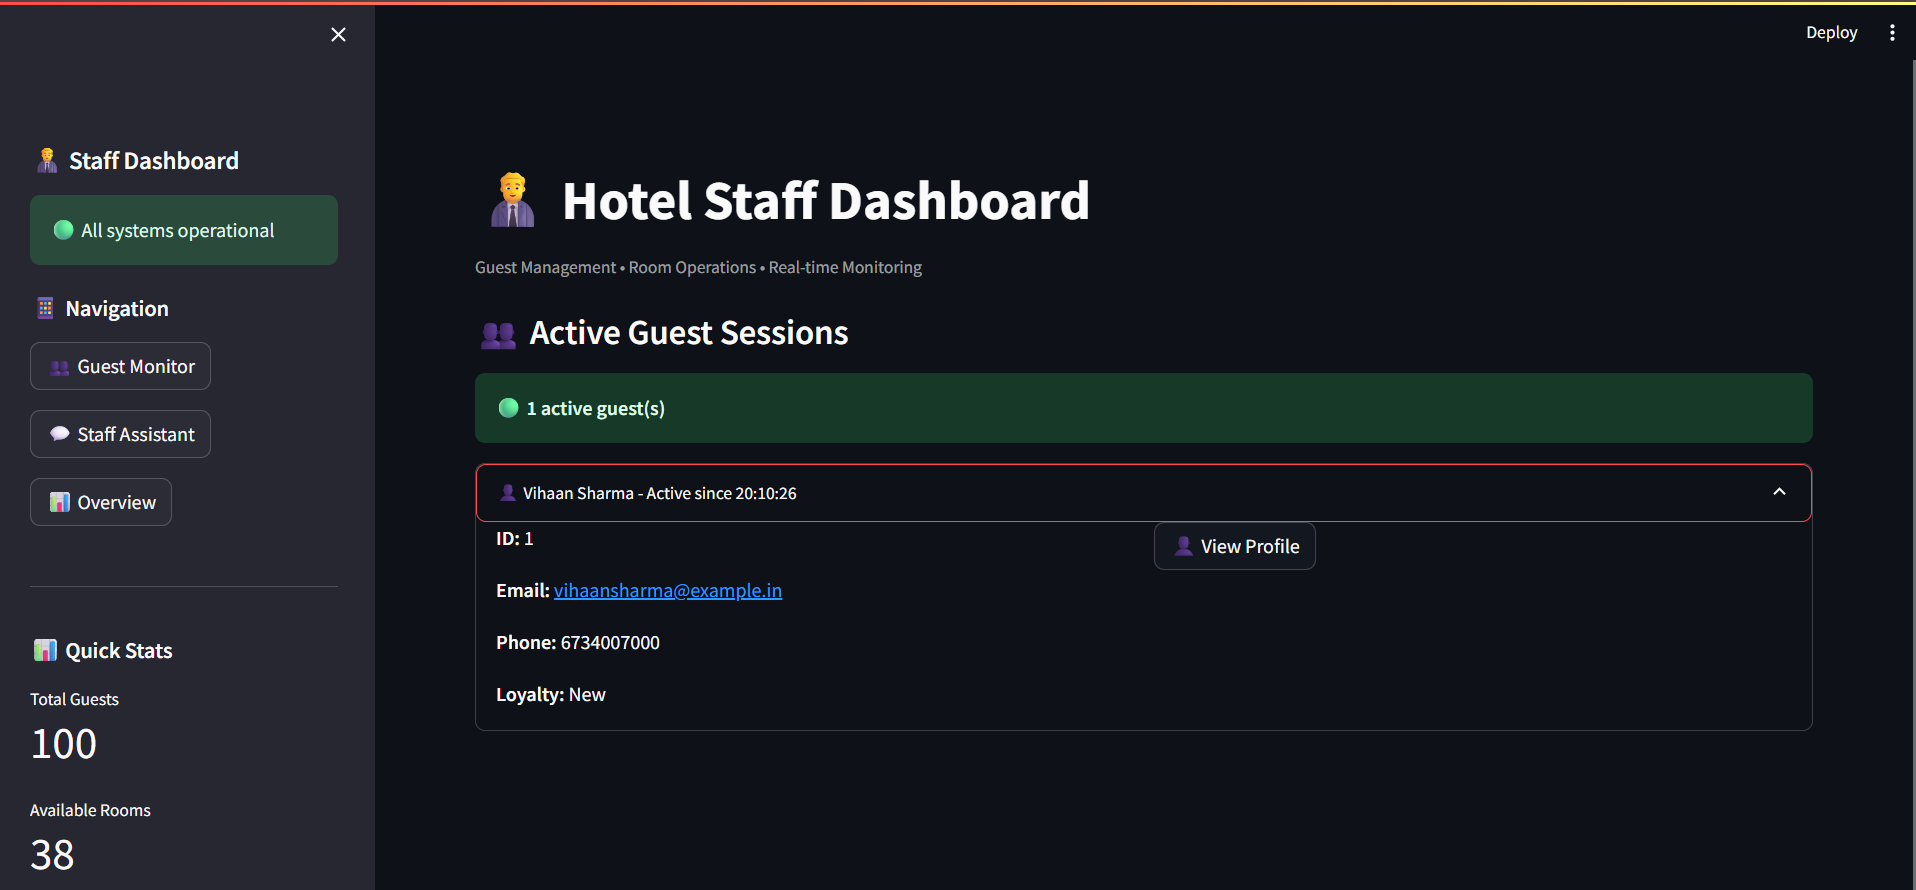 Deploy
Staff Dashboard
All systems operational
Navigation
Guest Monitor
Staff Assistant
Overview
Quick Stats
Total Guests
100
Available Rooms
38
Hotel Staff Dashboard
Guest Management • Room Operations • Real-time Monitoring
Active Guest Sessions
1 active guest(s)
Vihaan Sharma - Active since 20:10:26
ID: 1
View Profile
Email: vihaansharma@example.in
Phone: 6734007000
Loyalty: New